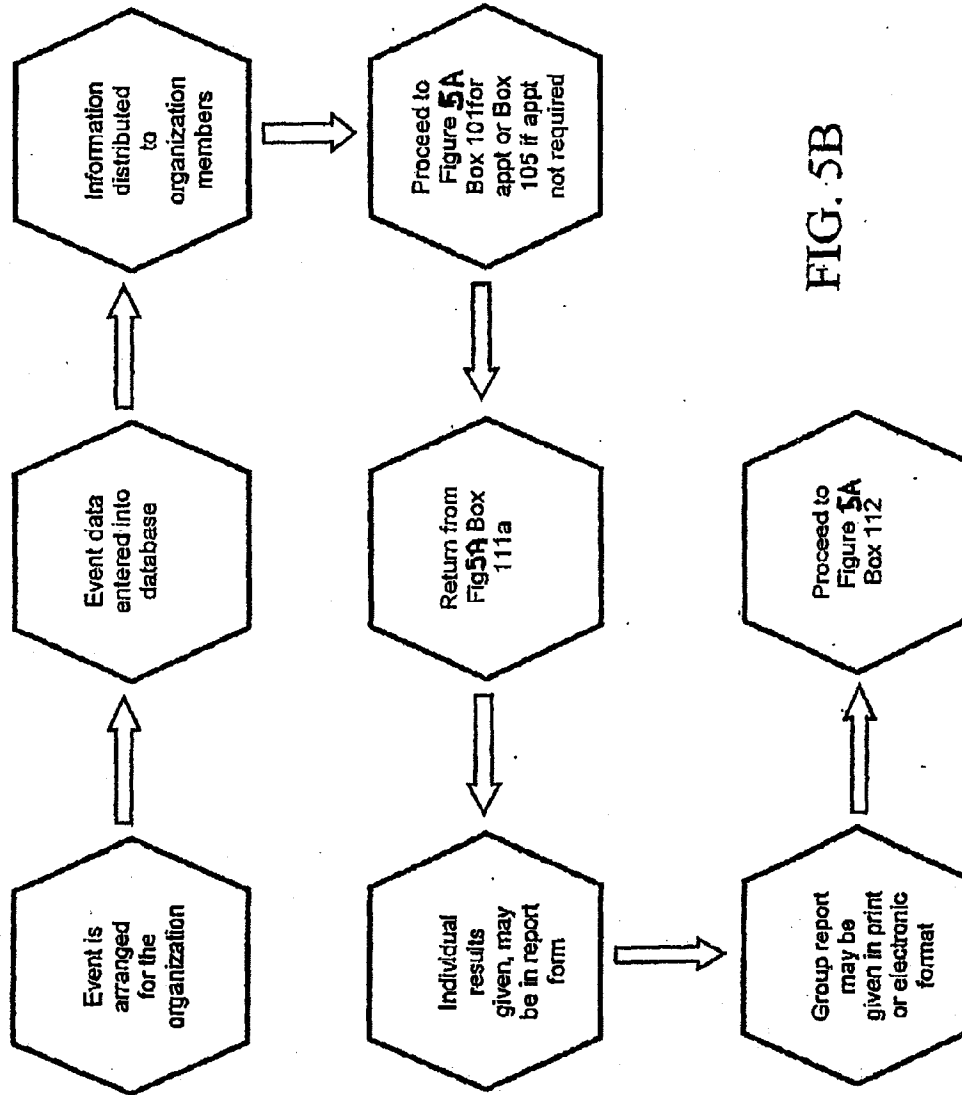 Event is
arranged
for the
organization
Event data
entered into
database
Information
distributed
to
organization
members
Proceed to
Figure 5A
Box 101for
appt or Box
105 if appt
not required
Return from
Fig5A Box
111a
Individual
results
given, may
be in report
form
Group report
may be
given in print
or electronic
format
Proceed to
Figure 5A
Box 112
FIG. 5B